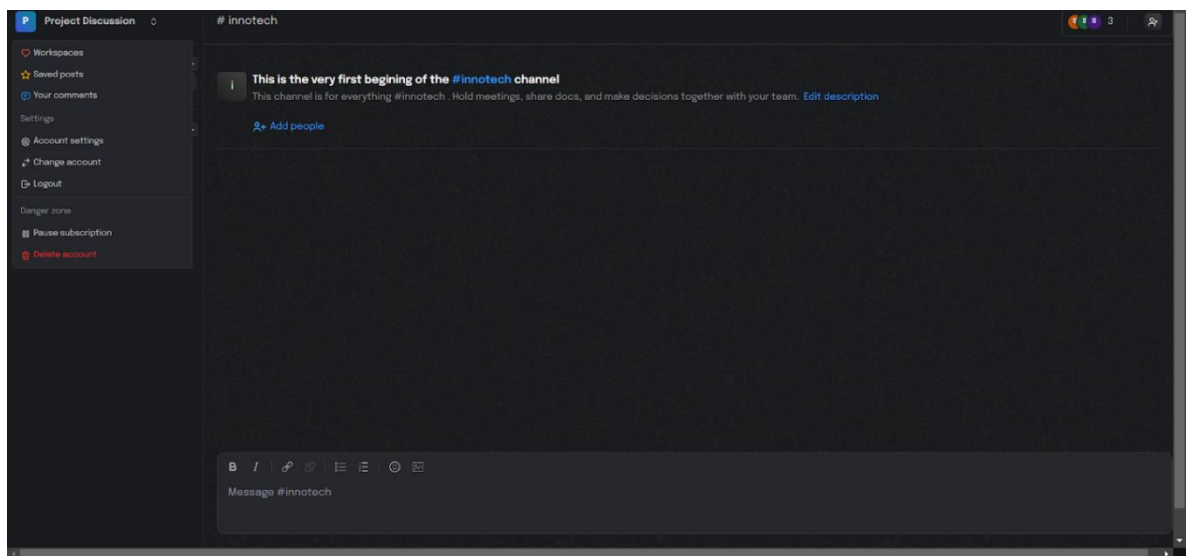 P Project Discussion
# innotech
3
Workspaces
Saved posts
Your comments
Settings
Account settings
Change account
Logout
Danger zone
Pause subscription
Delete account
i
This is the very first begining of the #innotech channel
This channel is for everything #innotech . Hold meetings, share docs, and make decisions together with your team. Edit description
Add people
B I
Message #innotech